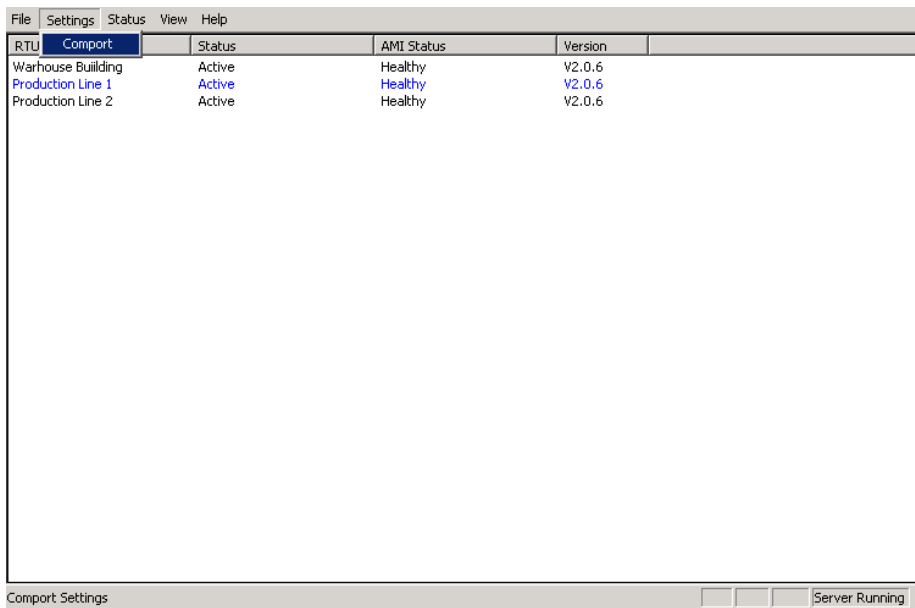 File Settings Status View Help
Comport
RTU Status AMI Status Version
Warhouse Buiilding Active Healthy V2.0.6
Production Line 1 Active Healthy V2.0.6
Production Line 2 Active Healthy V2.0.6
Comport Settings Server Running